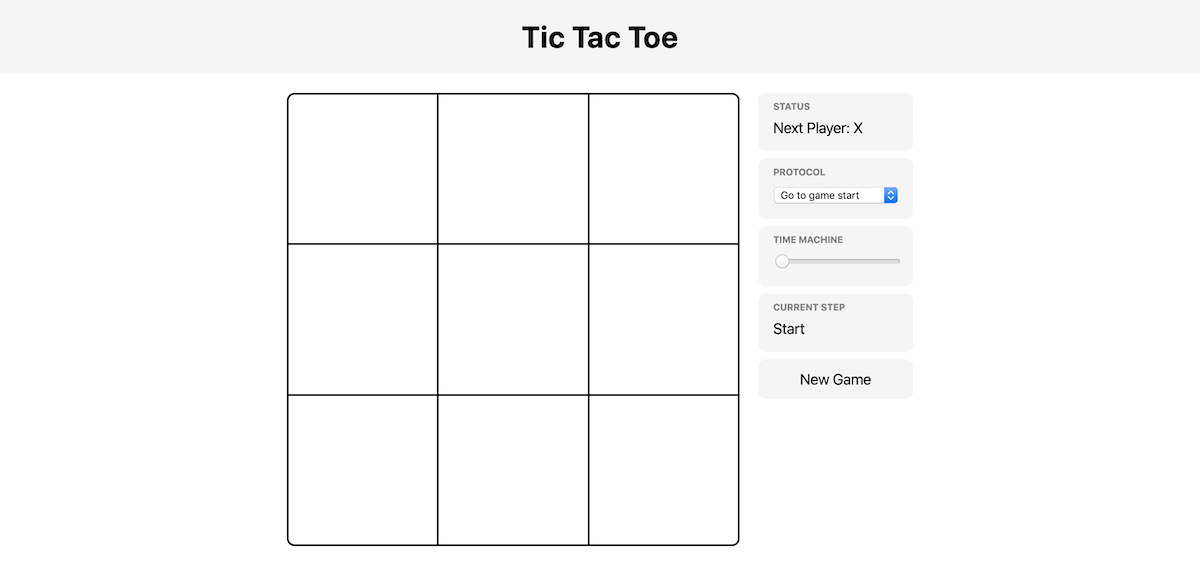 Tic Tac Toe
STATUS
Next Player: X
PROTOCOL
Go to game start
TIME MACHINE
CURRENT STEP
Start
New Game